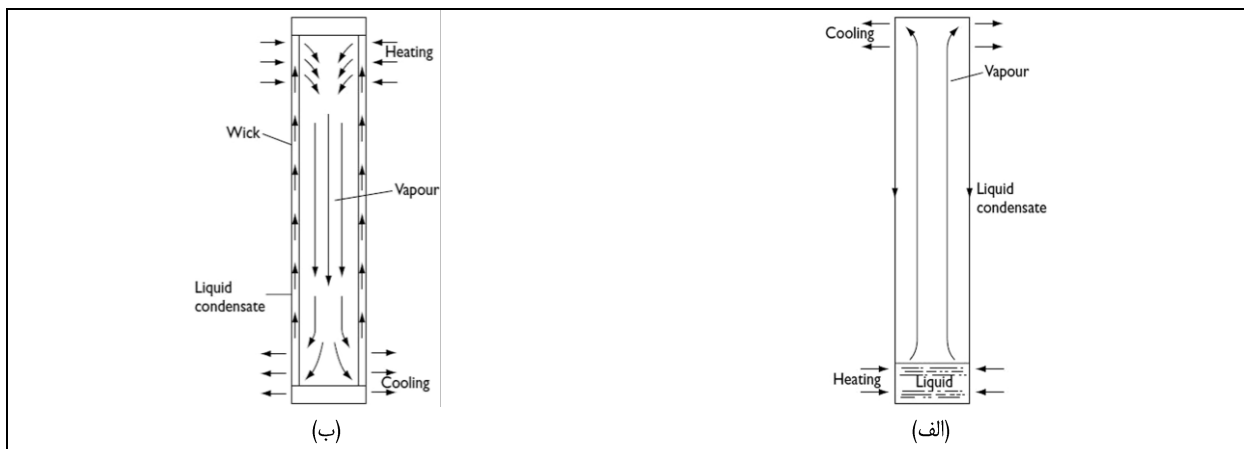 Heating
Wick
Vapour
Liquid
condensate
Cooling
(ب)
Cooling
Vapour
Liquid
condensate
Heating
Liquid
(الف)